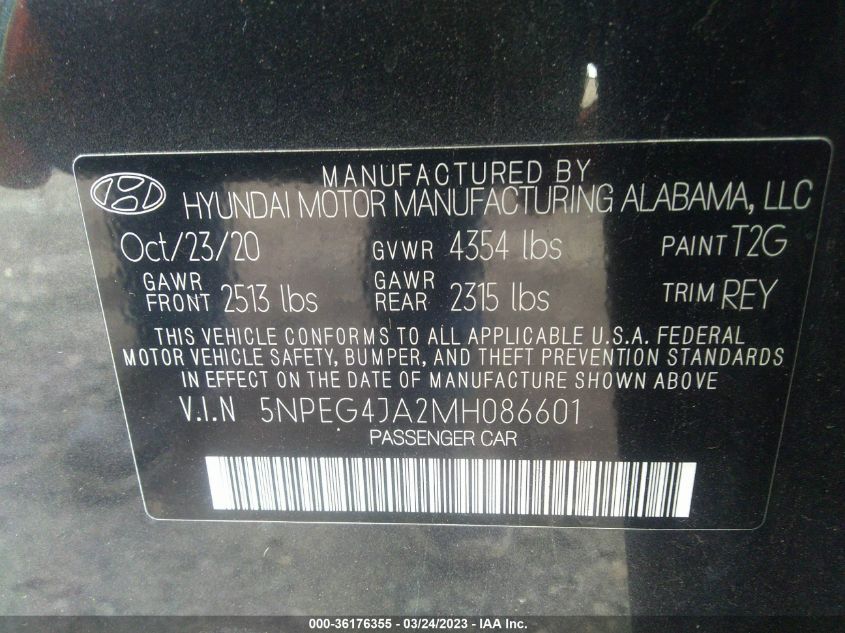 MANUFACTURED BY
HYUNDAI MOTOR MANUFACTURING ALABAMA, LLC
Oct/23/20 GVWR 4354 lbs PAINT T2G
GAWR FRONT 2513 lbs GAWR REAR 2315 lbs TRIM REY
THIS VEHICLE CONFORMS TO ALL APPLICABLE U.S.A. FEDERAL
MOTOR VEHICLE SAFETY, BUMPER, AND THEFT PREVENTION STANDARDS
IN EFFECT ON THE DATE OF MANUFACTURE SHOWN ABOVE
V.I.N 5NPEG4JA2MH086601
PASSENGER CAR
000-36176355 - 03/24/2023 - IAA Inc.